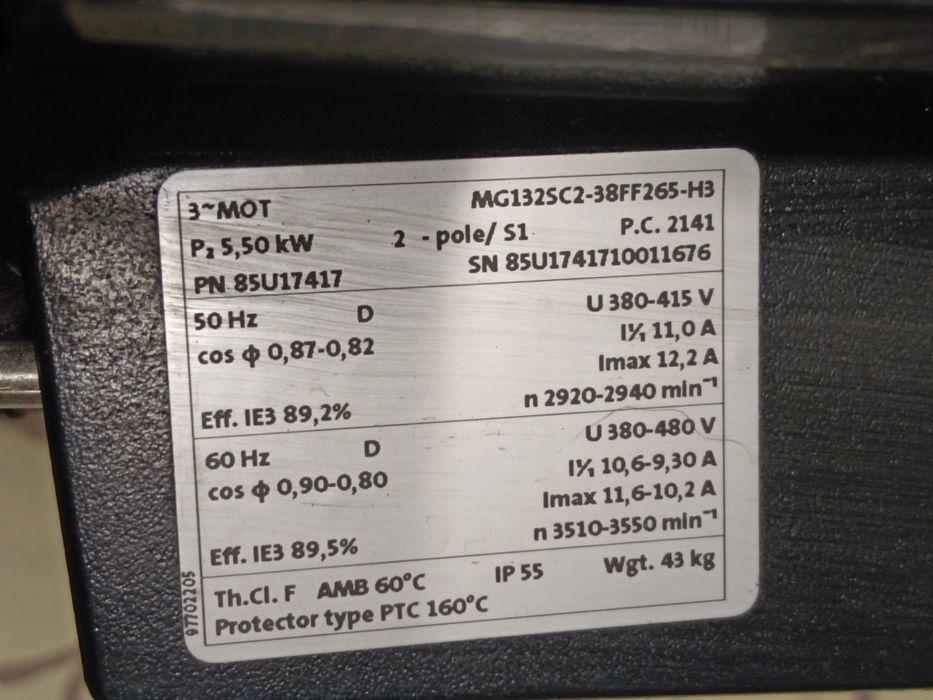 3~MOT MG132SC2-38FF265-H3
P₂ 5,50 kW 2 - pole/ S1 P.C. 2141
PN 85U17417 SN 85U1741710011676
50 Hz D U 380-415 V
cos φ 0,87-0,82 I¹/₁ 11,0 A
Imax 12,2 A
Eff. IE3 89,2% n 2920-2940 min⁻¹
60 Hz D U 380-480 V
cos φ 0,90-0,80 I¹/₁ 10,6-9,30 A
Imax 11,6-10,2 A
Eff. IE3 89,5% n 3510-3550 min⁻¹
Th.Cl. F AMB 60°C IP 55 Wgt. 43 kg
Protector type PTC 160°C
97702205